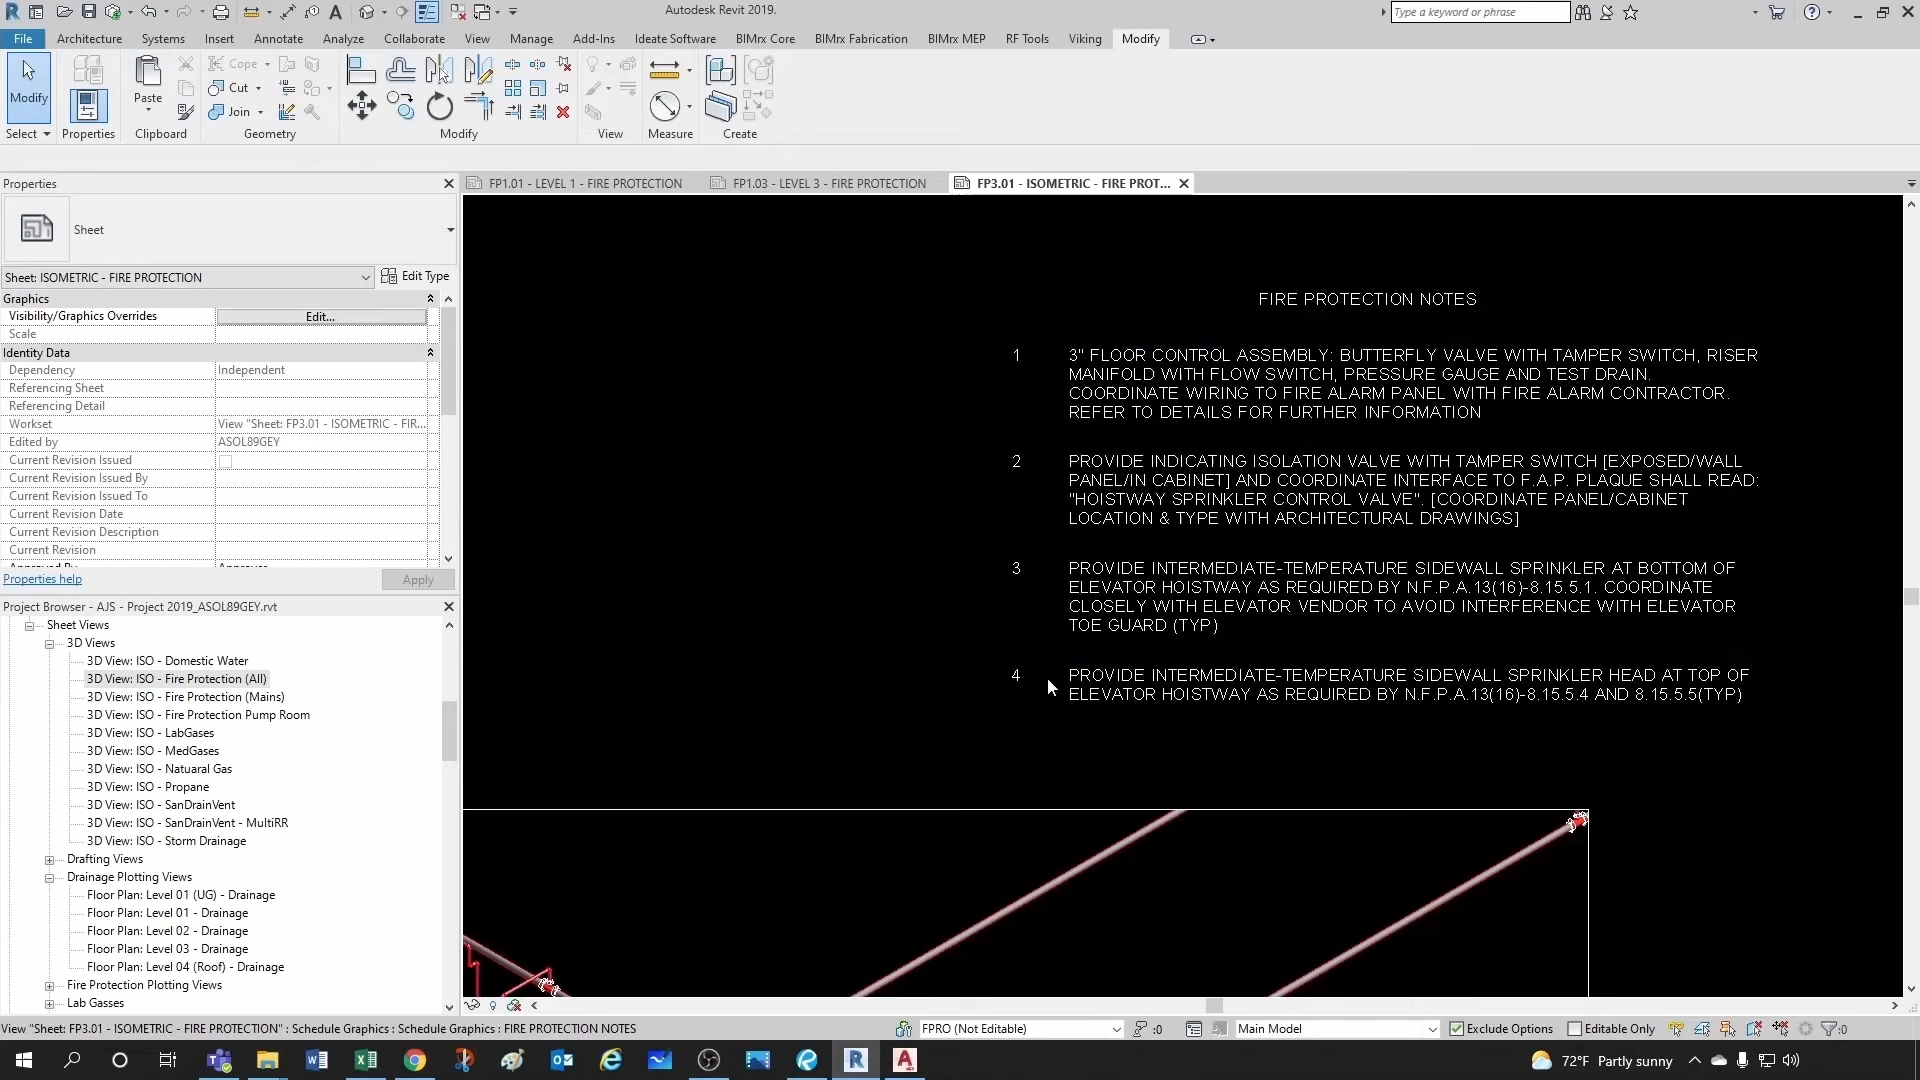 Autodesk Revit 2019.
Type a keyword or phrase
File
Architecture
Systems
Insert
Annotate
Analyze
Collaborate
View
Manage
Add-Ins
Ideate Software
BIMrx Core
BIMrx Fabrication
BIMrx MEP
RF Tools
Viking
Modify
Modify
Paste
Cope
Cut
Join
Select
Properties
Clipboard
Geometry
Modify
View
Measure
Create
Properties
Sheet
Sheet: ISOMETRIC - FIRE PROTECTION
Edit Type
Graphics
Visibility/Graphics Overrides
Edit...
Scale
Identity Data
Dependency
Independent
Referencing Sheet
Referencing Detail
Workset
View "Sheet: FP3.01 - ISOMETRIC - FIR...
Edited by
ASOL89GEY
Current Revision Issued
Current Revision Issued By
Current Revision Issued To
Current Revision Date
Current Revision Description
Current Revision
Approved By
Approver
Properties help
Apply
Project Browser - AJS - Project 2019_ASOL89GEY.rvt
Sheet Views
3D Views
3D View: ISO - Domestic Water
3D View: ISO - Fire Protection (All)
3D View: ISO - Fire Protection (Mains)
3D View: ISO - Fire Protection Pump Room
3D View: ISO - LabGases
3D View: ISO - MedGases
3D View: ISO - Natuaral Gas
3D View: ISO - Propane
3D View: ISO - SanDrainVent
3D View: ISO - SanDrainVent - MultiRR
3D View: ISO - Storm Drainage
Drafting Views
Drainage Plotting Views
Floor Plan: Level 01 (UG) - Drainage
Floor Plan: Level 01 - Drainage
Floor Plan: Level 02 - Drainage
Floor Plan: Level 03 - Drainage
Floor Plan: Level 04 (Roof) - Drainage
Fire Protection Plotting Views
Lab Gasses
FP1.01 - LEVEL 1 - FIRE PROTECTION
FP1.03 - LEVEL 3 - FIRE PROTECTION
FP3.01 - ISOMETRIC - FIRE PROT...
FIRE PROTECTION NOTES
1 3" FLOOR CONTROL ASSEMBLY: BUTTERFLY VALVE WITH TAMPER SWITCH, RISER
MANIFOLD WITH FLOW SWITCH, PRESSURE GAUGE AND TEST DRAIN.
COORDINATE WIRING TO FIRE ALARM PANEL WITH FIRE ALARM CONTRACTOR.
REFER TO DETAILS FOR FURTHER INFORMATION
2 PROVIDE INDICATING ISOLATION VALVE WITH TAMPER SWITCH [EXPOSED/WALL
PANEL/IN CABINET] AND COORDINATE INTERFACE TO F.A.P. PLAQUE SHALL READ:
"HOISTWAY SPRINKLER CONTROL VALVE". [COORDINATE PANEL/CABINET
LOCATION & TYPE WITH ARCHITECTURAL DRAWINGS]
3 PROVIDE INTERMEDIATE-TEMPERATURE SIDEWALL SPRINKLER AT BOTTOM OF
ELEVATOR HOISTWAY AS REQUIRED BY N.F.P.A.13(16)-8.15.5.1. COORDINATE
CLOSELY WITH ELEVATOR VENDOR TO AVOID INTERFERENCE WITH ELEVATOR
TOE GUARD (TYP)
4 PROVIDE INTERMEDIATE-TEMPERATURE SIDEWALL SPRINKLER HEAD AT TOP OF
ELEVATOR HOISTWAY AS REQUIRED BY N.F.P.A.13(16)-8.15.5.4 AND 8.15.5.5(TYP)
View "Sheet: FP3.01 - ISOMETRIC - FIRE PROTECTION" : Schedule Graphics : Schedule Graphics : FIRE PROTECTION NOTES
FPRO (Not Editable)
:0
Main Model
Exclude Options
Editable Only
:0
72°F Partly sunny